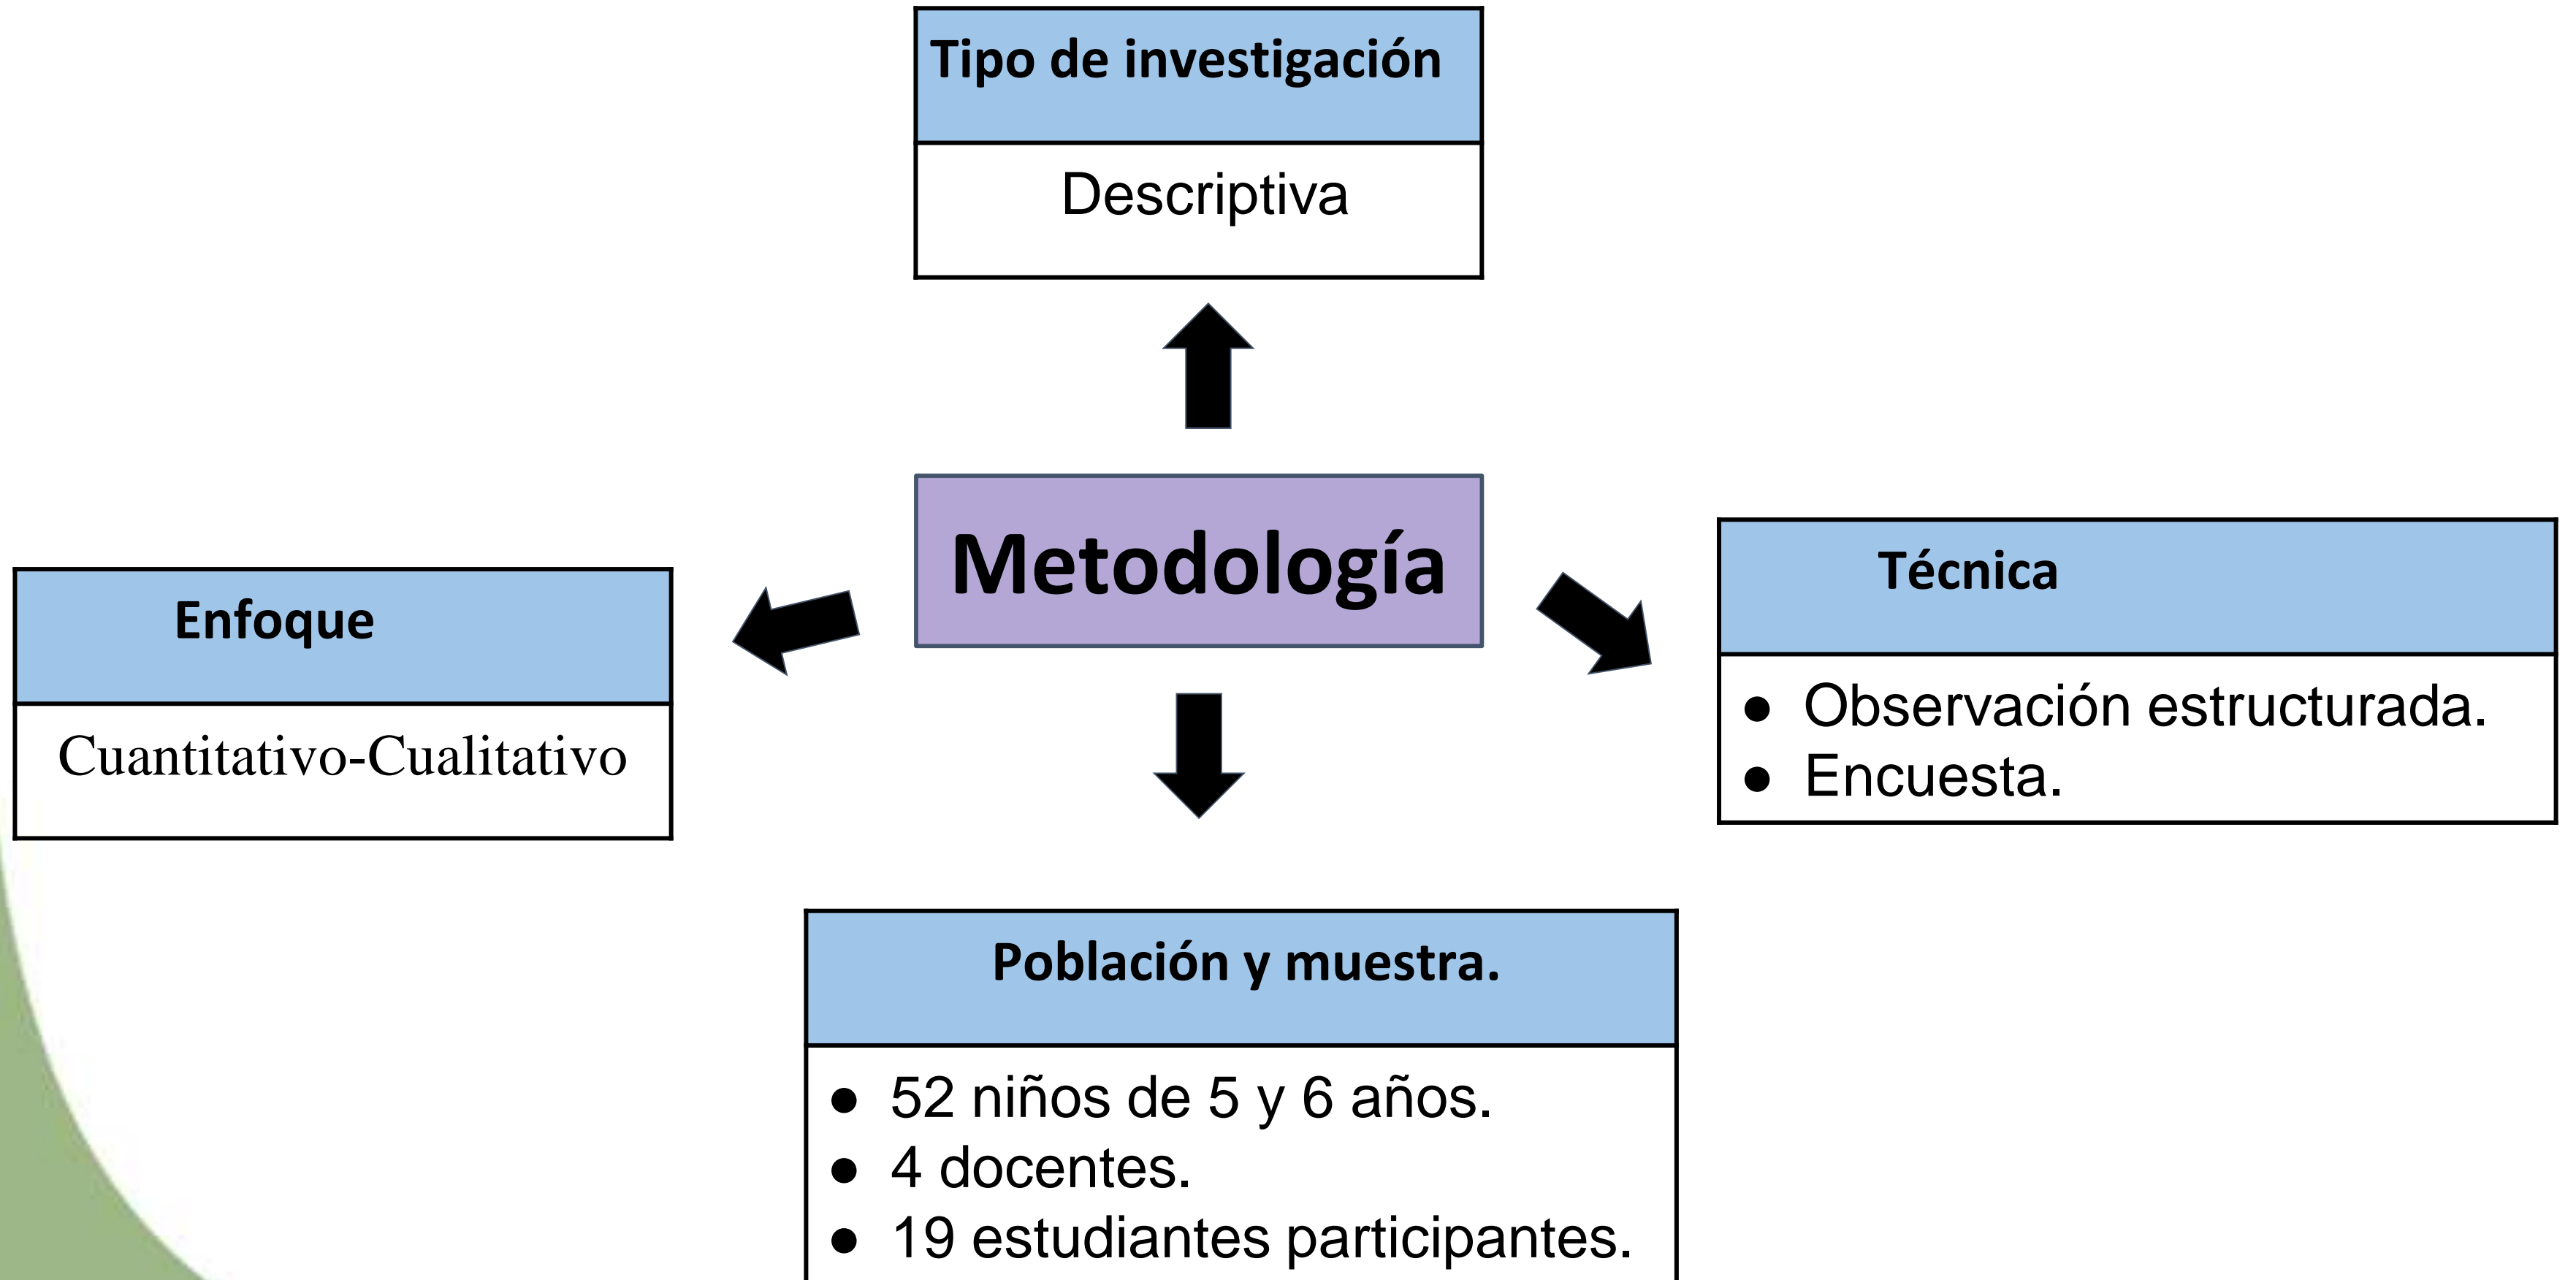 Tipo de investigación
Descriptiva
Metodología
Enfoque
Cuantitativo-Cualitativo
Técnica
● Observación estructurada.
● Encuesta.
Población y muestra.
● 52 niños de 5 y 6 años.
● 4 docentes.
● 19 estudiantes participantes.